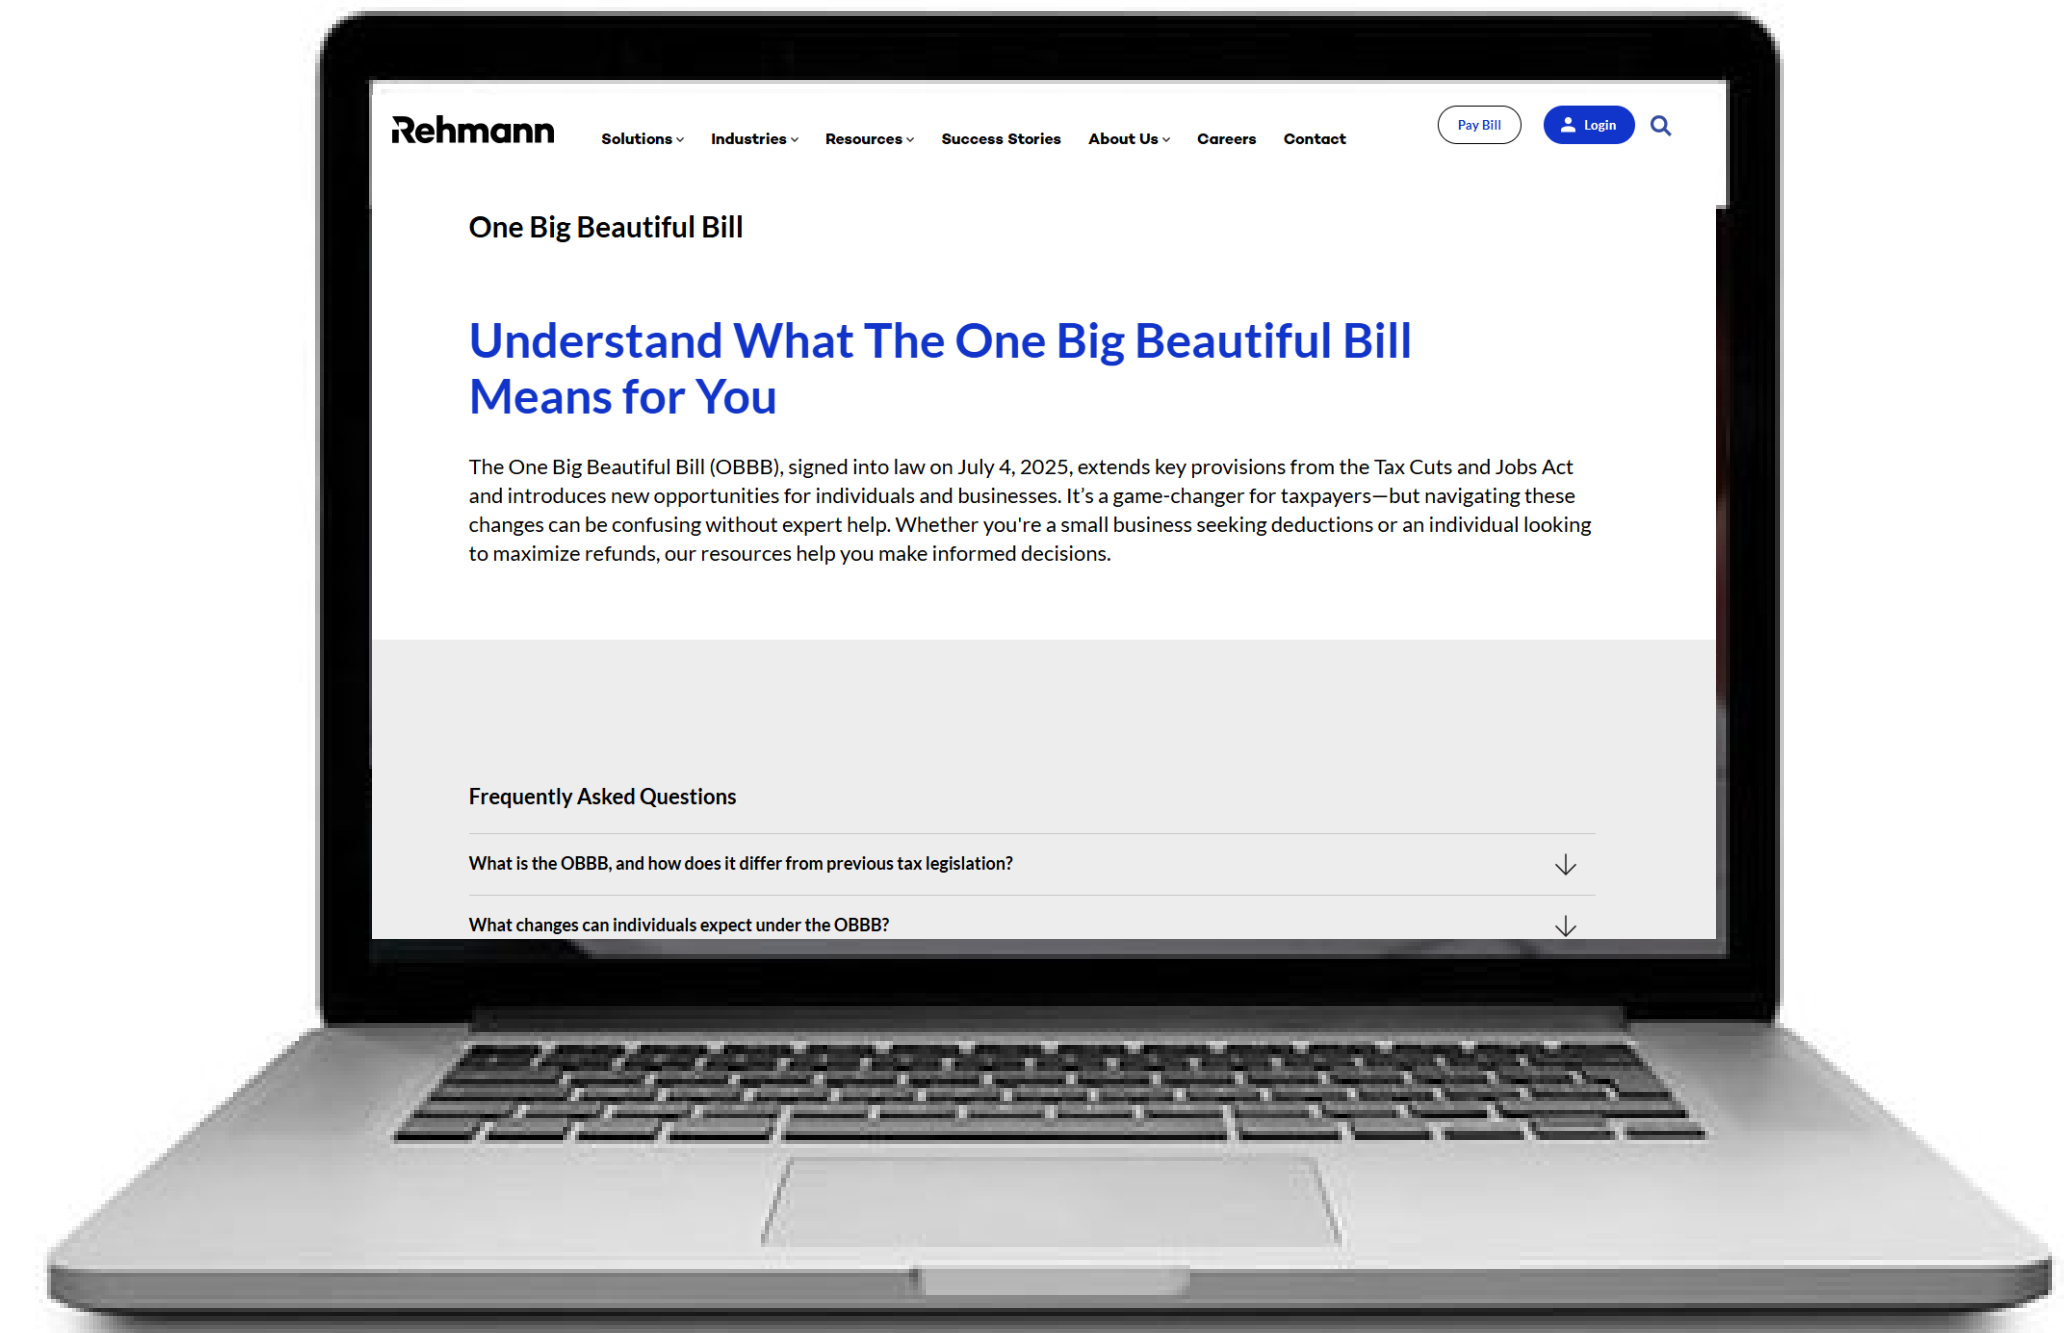 Rehmann
Solutions
Industries
Resources
Success Stories
About Us
Careers
Contact
Pay Bill
Login
One Big Beautiful Bill
Understand What The One Big Beautiful Bill
Means for You
The One Big Beautiful Bill (OBBB), signed into law on July 4, 2025, extends key provisions from the Tax Cuts and Jobs Act
and introduces new opportunities for individuals and businesses. It’s a game-changer for taxpayers—but navigating these
changes can be confusing without expert help. Whether you're a small business seeking deductions or an individual looking
to maximize refunds, our resources help you make informed decisions.
Frequently Asked Questions
What is the OBBB, and how does it differ from previous tax legislation?
What changes can individuals expect under the OBBB?